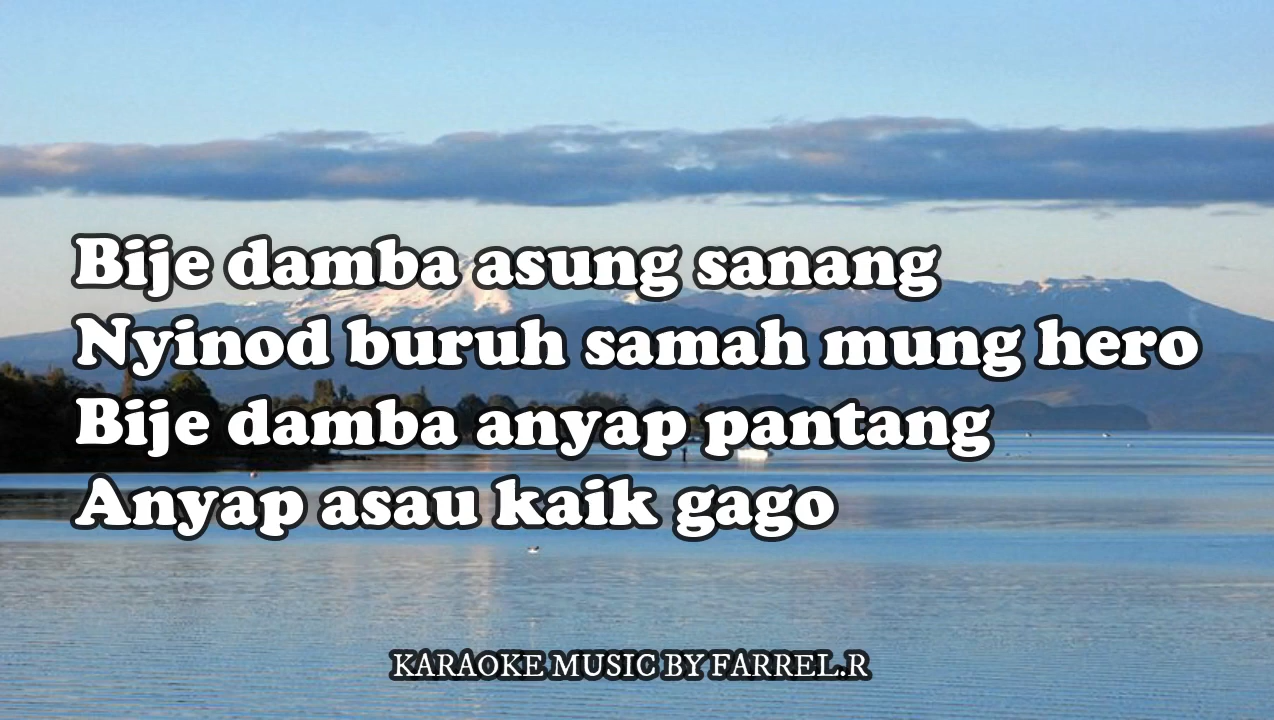 Bije damba asung sanang
Nyinod buruh samah mung hero
Bije damba anyap pantang
Anyap asau kaik gago
KARAOKE MUSIC BY FARREL.R